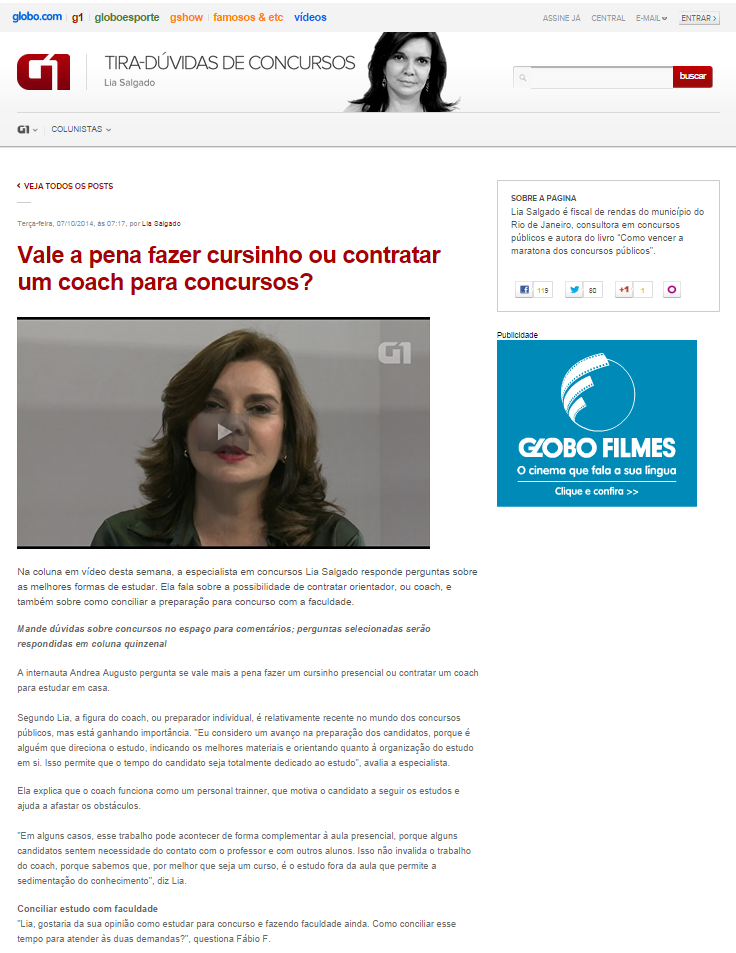 globo.com g1 globoesporte gshow famosos & etc vídeos
ASSINE JÁ CENTRAL E-MAIL ENTRAR >
G1 TIRA-DÚVIDAS DE CONCURSOS
Lia Salgado
buscar
G1 COLUNISTAS
VEJA TODOS OS POSTS
Terça-feira, 07/10/2014, às 07:17, por Lia Salgado
Vale a pena fazer cursinho ou contratar
um coach para concursos?
G1
Na coluna em vídeo desta semana, a especialista em concursos Lia Salgado responde perguntas sobre
as melhores formas de estudar. Ela fala sobre a possibilidade de contratar orientador, ou coach, e
também sobre como conciliar a preparação para concurso com a faculdade.
Mande dúvidas sobre concursos no espaço para comentários; perguntas selecionadas serão
respondidas em coluna quinzenal
A internauta Andrea Augusto pergunta se vale mais a pena fazer um cursinho presencial ou contratar um coach
para estudar em casa.
Segundo Lia, a figura do coach, ou preparador individual, é relativamente recente no mundo dos concursos
públicos, mas está ganhando importância. "Eu considero um avanço na preparação dos candidatos, porque é
alguém que direciona o estudo, indicando os melhores materiais e orientando quanto à organização do estudo
em si. Isso permite que o tempo do candidato seja totalmente dedicado ao estudo", avalia a especialista.
Ela explica que o coach funciona como um personal trainner, que motiva o candidato a seguir os estudos e
ajuda a afastar os obstáculos.
"Em alguns casos, esse trabalho pode acontecer de forma complementar à aula presencial, porque alguns
candidatos sentem necessidade do contato com o professor e com outros alunos. Isso não invalida o trabalho
do coach, porque sabemos que, por melhor que seja um curso, é o estudo fora da aula que permite a
sedimentação do conhecimento", diz Lia.
Conciliar estudo com faculdade
"Lia, gostaria da sua opinião como estudar para concurso e fazendo faculdade ainda. Como conciliar esse
tempo para atender às duas demandas?", questiona Fábio F.
SOBRE A PAGINA
Lia Salgado é fiscal de rendas do município do
Rio de Janeiro, consultora em concursos
públicos e autora do livro "Como vencer a
maratona dos concursos públicos".
119 80 +1 1
Publicidade
GLOBO FILMES
O cinema que fala a sua língua
Clique e confira >>